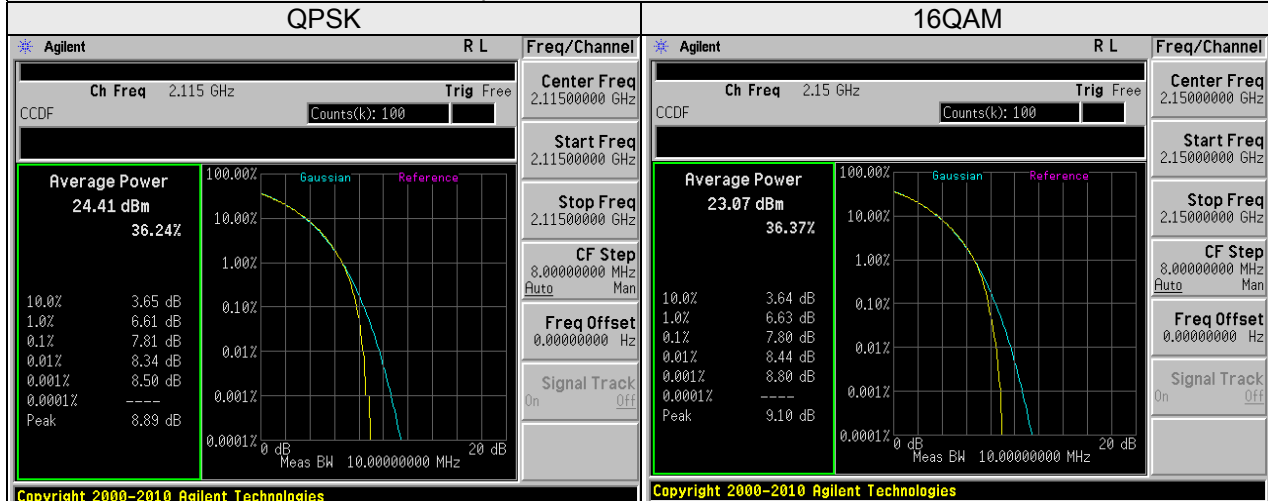 QPSK
Agilent R L Freq/Channel
Ch Freq 2.115 GHz Trig Free
CCDF Counts(k): 100
Center Freq
2.11500000 GHz
Start Freq
2.11500000 GHz
Stop Freq
2.11500000 GHz
CF Step
8.00000000 MHz
Auto Man
Freq Offset
0.00000000 Hz
Signal Track
On Off
Average Power
24.41 dBm
36.24%
10.0% 3.65 dB
1.0% 6.61 dB
0.1% 7.81 dB
0.01% 8.34 dB
0.001% 8.50 dB
0.0001% ----
Peak 8.89 dB
Gaussian Reference
100.00%
10.00%
1.00%
0.10%
0.01%
0.001%
0.0001%
0 dB 20 dB
Meas BW 10.00000000 MHz
Copyright 2000-2010 Agilent Technologies
16QAM
Agilent R L Freq/Channel
Ch Freq 2.15 GHz Trig Free
CCDF Counts(k): 100
Center Freq
2.15000000 GHz
Start Freq
2.15000000 GHz
Stop Freq
2.15000000 GHz
CF Step
8.00000000 MHz
Auto Man
Freq Offset
0.00000000 Hz
Signal Track
On Off
Average Power
23.07 dBm
36.37%
10.0% 3.64 dB
1.0% 6.63 dB
0.1% 7.80 dB
0.01% 8.44 dB
0.001% 8.80 dB
0.0001% ----
Peak 9.10 dB
Gaussian Reference
100.00%
10.00%
1.00%
0.10%
0.01%
0.001%
0.0001%
0 dB 20 dB
Meas BW 10.00000000 MHz
Copyright 2000-2010 Agilent Technologies